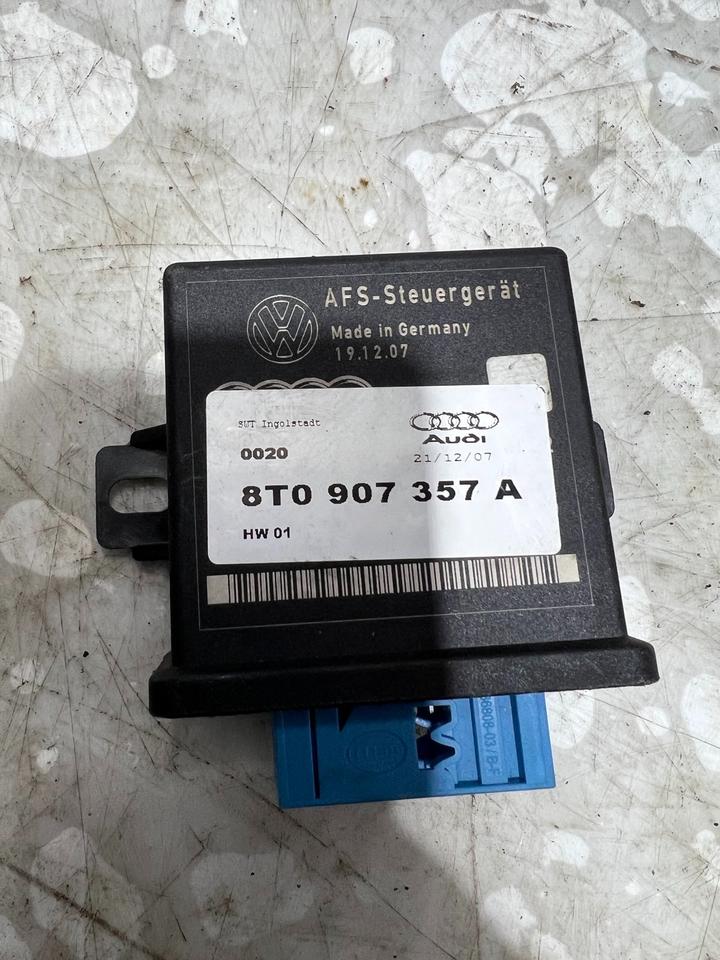 AFS-Steuergerät
Made in Germany
19.12.07
SWT Ingolstadt
Audi
0020
21/12/07
8T0 907 357 A
HW 01